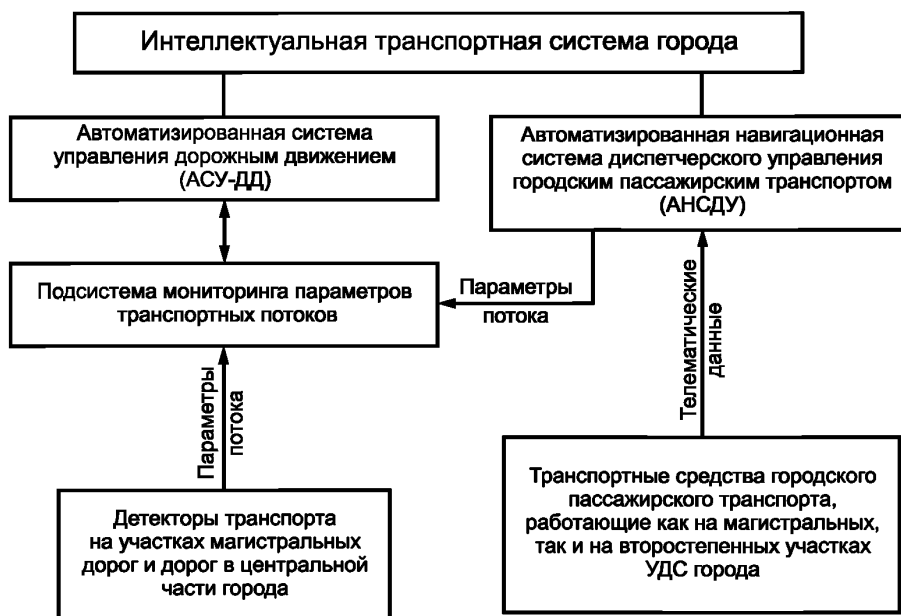 Интеллектуальная транспортная система города
Автоматизированная система
управления дорожным движением
(АСУ-ДД)
Автоматизированная навигационная
система диспетчерского управления
городским пассажирским транспортом
(АНСДУ)
Подсистема мониторинга параметров
транспортных потоков
Параметры
потока
Телематические
данные
Параметры
потока
Детекторы транспорта
на участках магистральных
дорог и дорог в центральной
части города
Транспортные средства городского
пассажирского транспорта,
работающие как на магистральных,
так и на второстепенных участках
УДС города